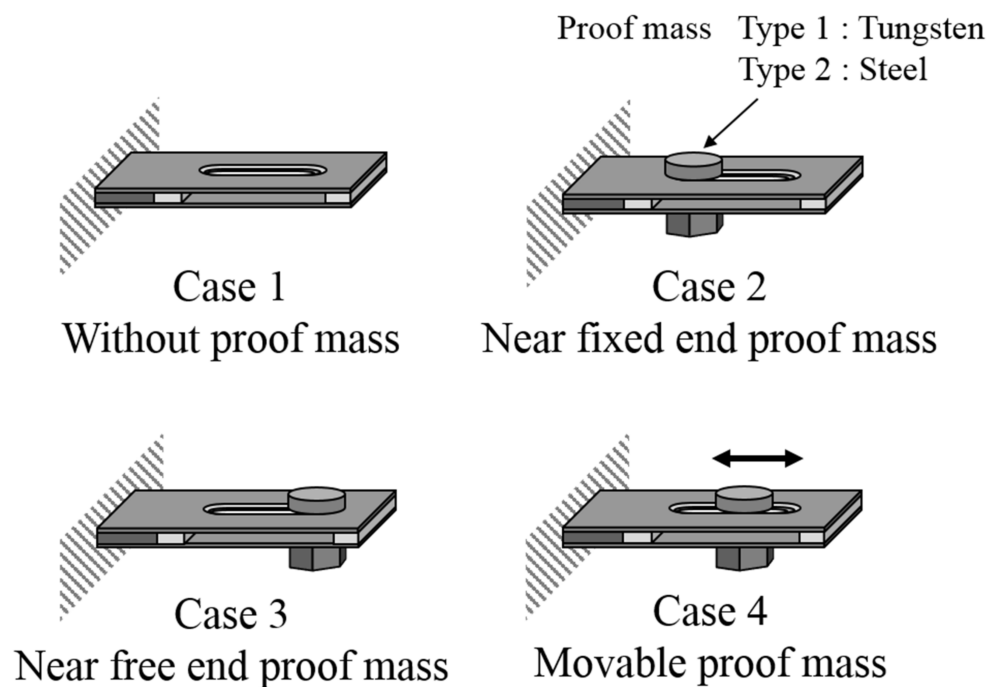 Proof mass Type 1 : Tungsten
Type 2 : Steel
Case 1
Without proof mass
Case 2
Near fixed end proof mass
Case 3
Near free end proof mass
Case 4
Movable proof mass